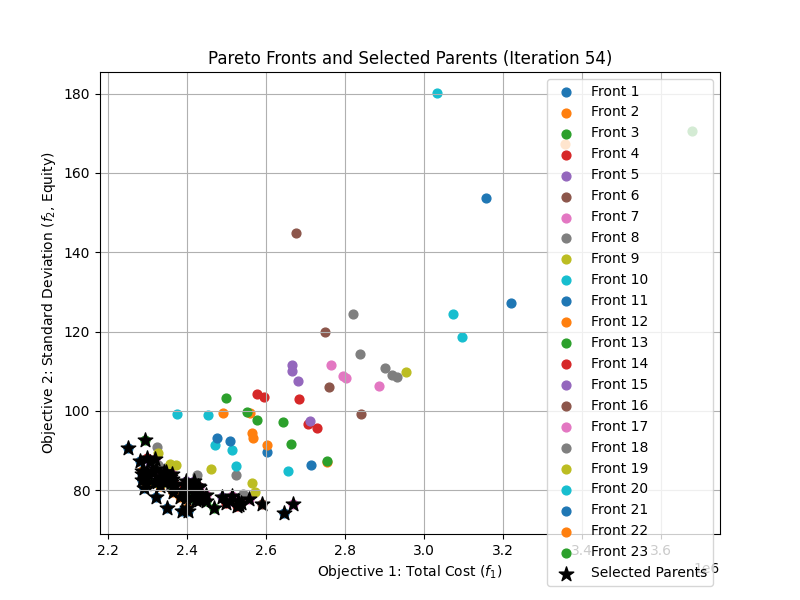 Pareto Fronts and Selected Parents (Iteration 54)
Objective 2: Standard Deviation (f₂, Equity)
180
160
140
120
100
80
2.2
2.4
2.6
2.8
3.0
3.2
3.4
3.6
1e6
Objective 1: Total Cost (f₁)
Front 1
Front 2
Front 3
Front 4
Front 5
Front 6
Front 7
Front 8
Front 9
Front 10
Front 11
Front 12
Front 13
Front 14
Front 15
Front 16
Front 17
Front 18
Front 19
Front 20
Front 21
Front 22
Front 23
Selected Parents